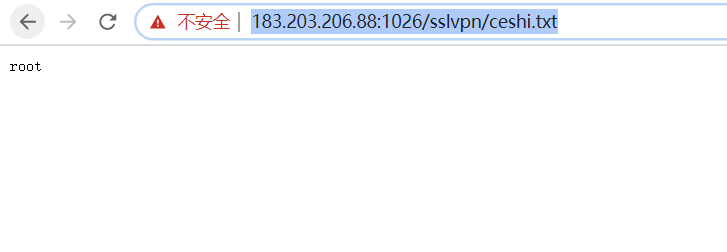 不安全 183.203.206.88:1026/sslvpn/ceshi.txt
root